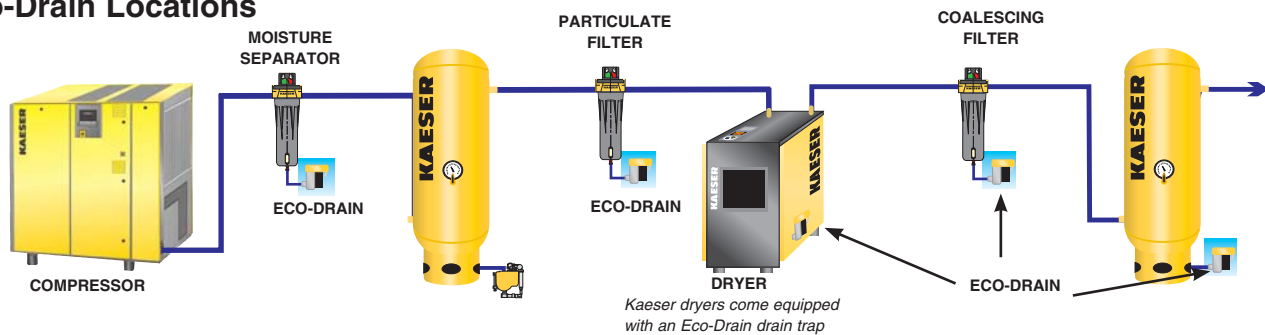 o-Drain Locations
MOISTURE
SEPARATOR
PARTICULATE
FILTER
COALESCING
FILTER
KAESER
KAESER
KAESER
KAESER
KAESER
ECO-DRAIN
ECO-DRAIN
ECO-DRAIN
COMPRESSOR
DRYER
Kaeser dryers come equipped
with an Eco-Drain drain trap